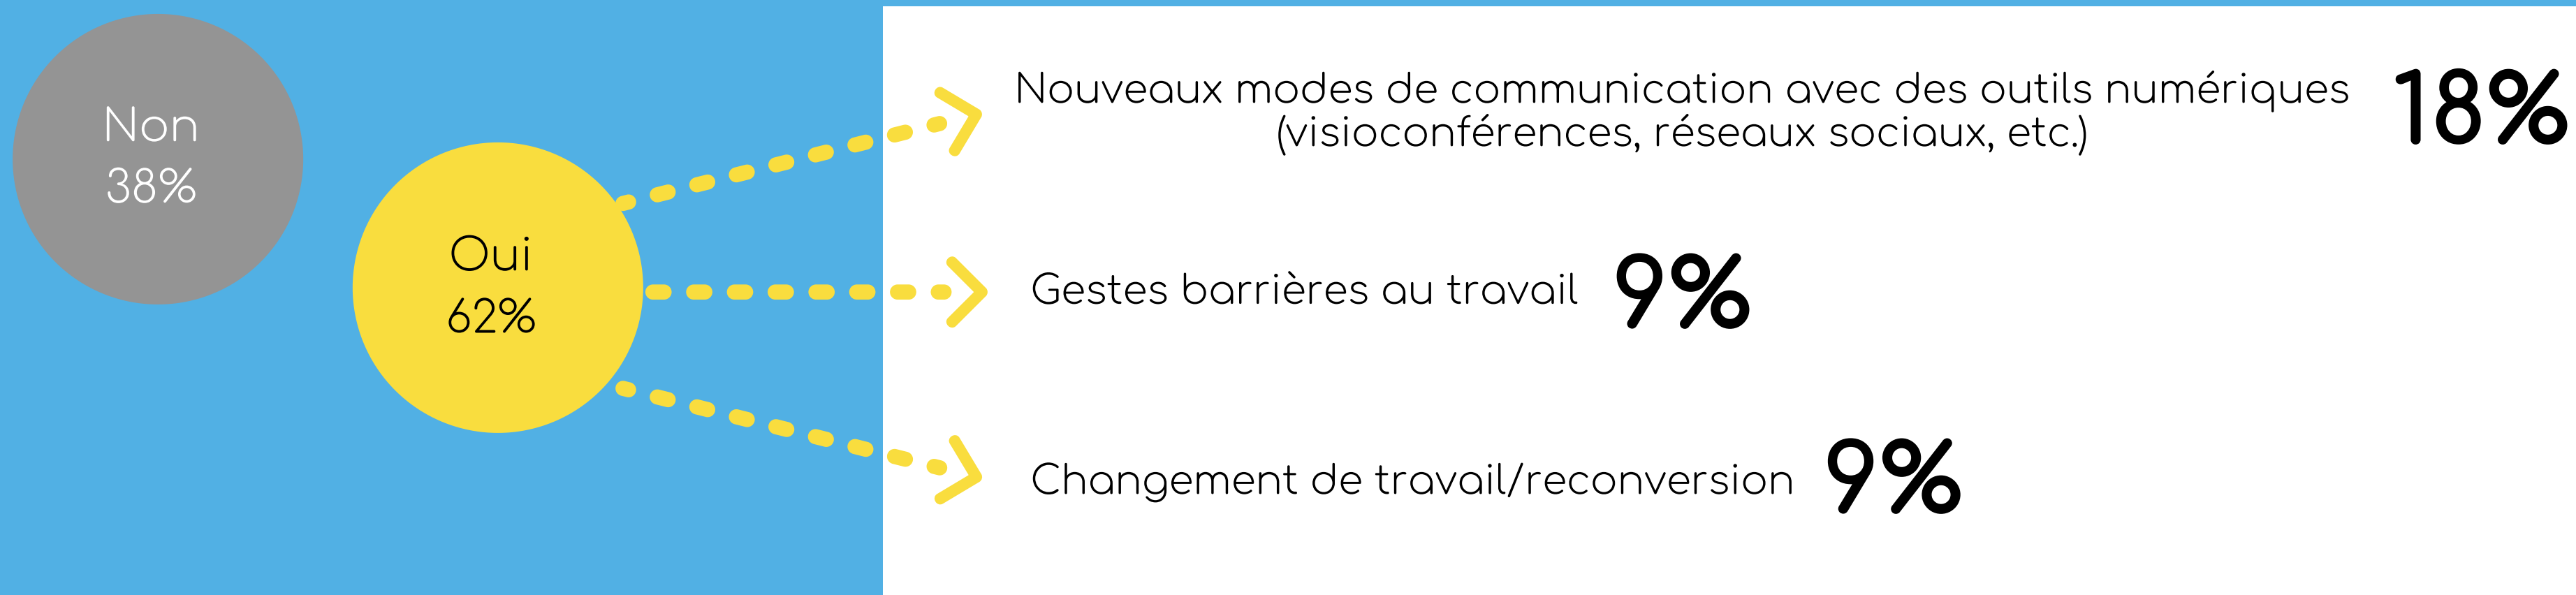 Non
38%
Oui
62%
Nouveaux modes de communication avec des outils numériques
(visioconférences, réseaux sociaux, etc.)
18%
Gestes barrières au travail 9%
Changement de travail/reconversion 9%